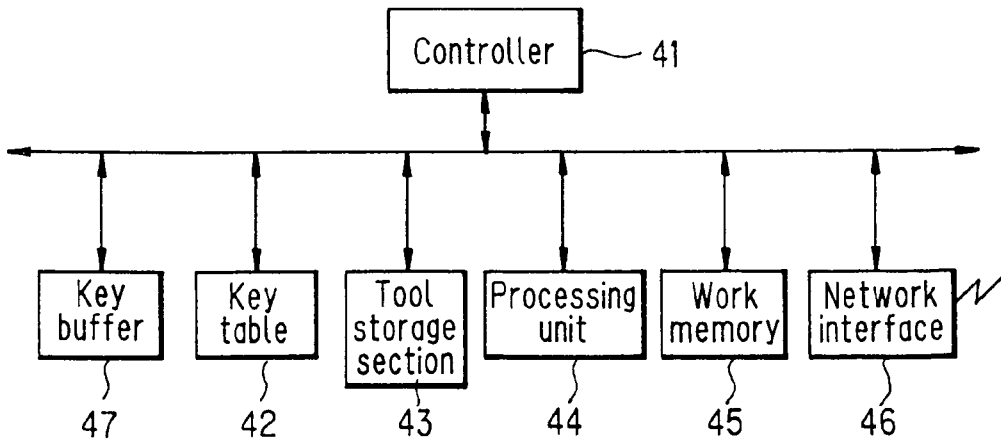 Controller
41
Key
buffer
Key
table
Tool
storage
section
Processing
unit
Work
memory
Network
interface
47
42
43
44
45
46